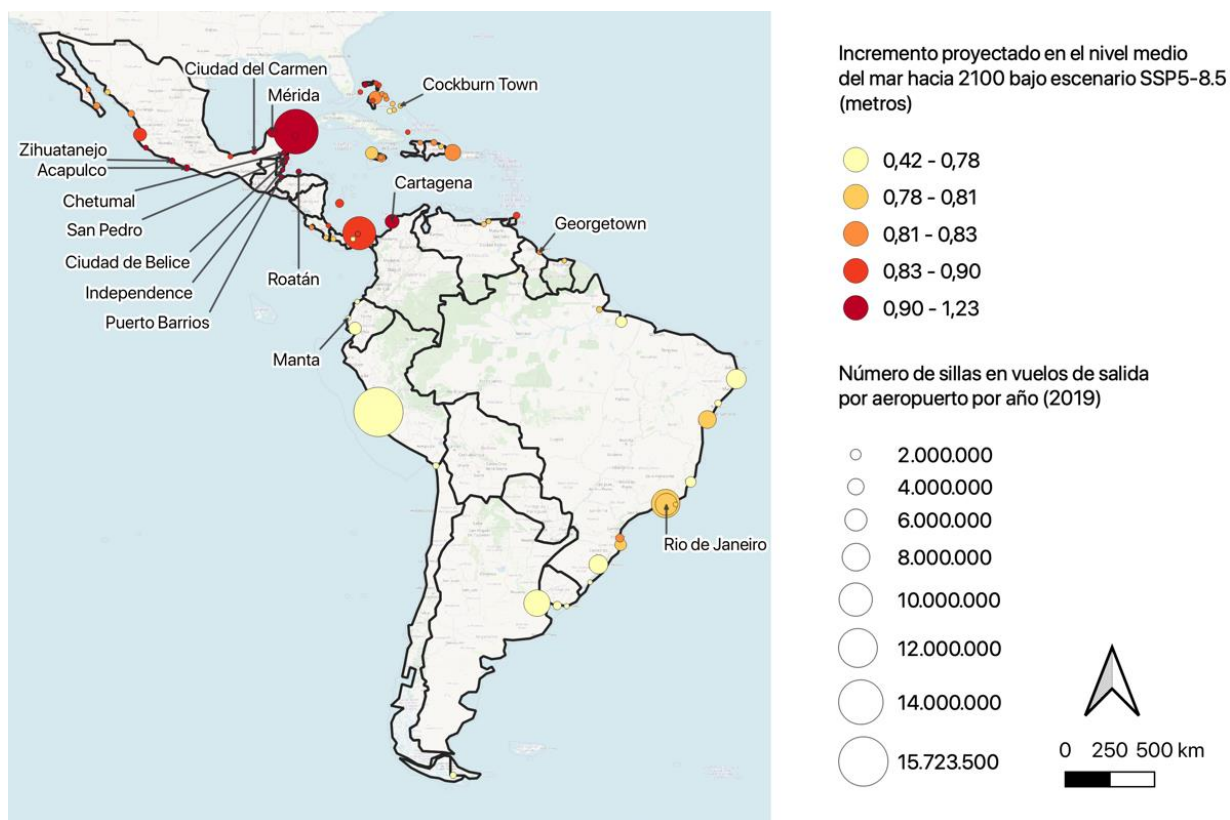 Ciudad del Carmen
Mérida
Cockburn Town
Zihuatanejo
Acapulco
Chetumal
San Pedro
Ciudad de Belice
Independence
Puerto Barrios
Roatán
Cartagena
Georgetown
Manta
Rio de Janeiro
Incremento proyectado en el nivel medio
del mar hacia 2100 bajo escenario SSP5-8.5
(metros)
0,42 - 0,78
0,78 - 0,81
0,81 - 0,83
0,83 - 0,90
0,90 - 1,23
Número de sillas en vuelos de salida
por aeropuerto por año (2019)
2.000.000
4.000.000
6.000.000
8.000.000
10.000.000
12.000.000
14.000.000
15.723.500
0 250 500 km